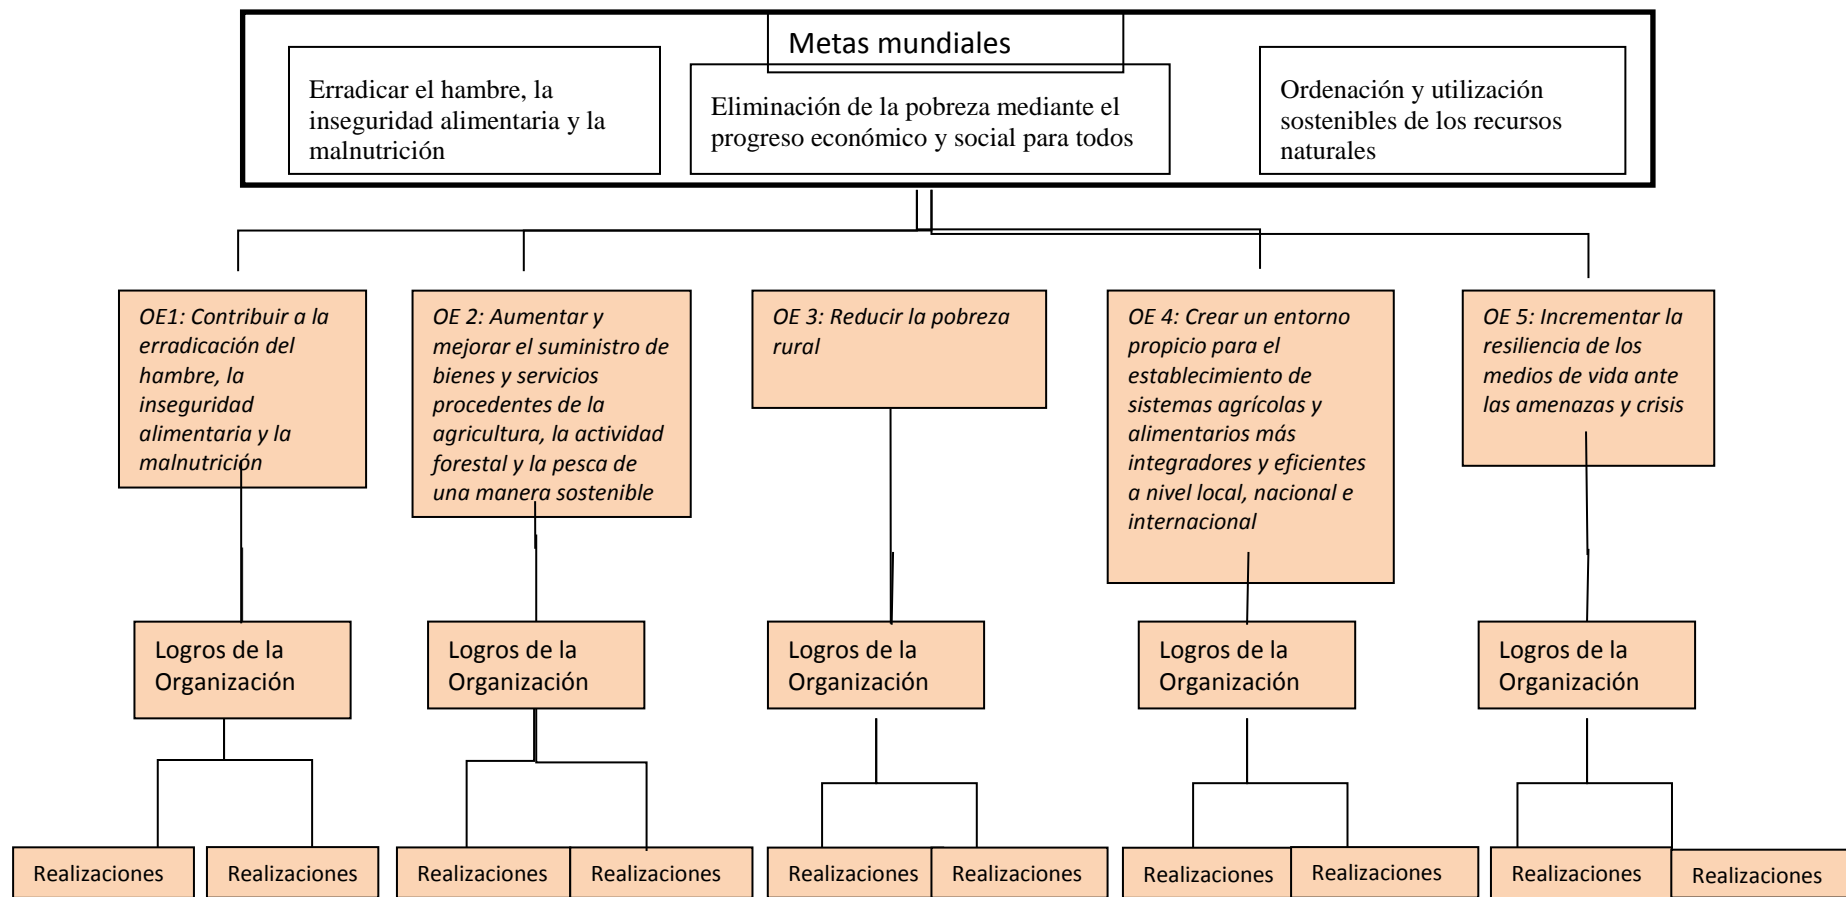 Metas mundiales
Erradicar el hambre, la
inseguridad alimentaria y la
malnutrición
Eliminación de la pobreza mediante el
progreso económico y social para todos
Ordenación y utilización
sostenibles de los recursos
naturales
OE1: Contribuir a la
erradicación del
hambre, la
inseguridad
alimentaria y la
malnutrición
OE 2: Aumentar y
mejorar el suministro de
bienes y servicios
procedentes de la
agricultura, la actividad
forestal y la pesca de
una manera sostenible
OE 3: Reducir la pobreza
rural
OE 4: Crear un entorno
propicio para el
establecimiento de
sistemas agrícolas y
alimentarios más
integradores y eficientes
a nivel local, nacional e
internacional
OE 5: Incrementar la
resiliencia de los
medios de vida ante
las amenazas y crisis
Logros de la
Organización
Logros de la
Organización
Logros de la
Organización
Logros de la
Organización
Logros de la
Organización
Realizaciones
Realizaciones
Realizaciones
Realizaciones
Realizaciones
Realizaciones
Realizaciones
Realizaciones
Realizaciones
Realizaciones